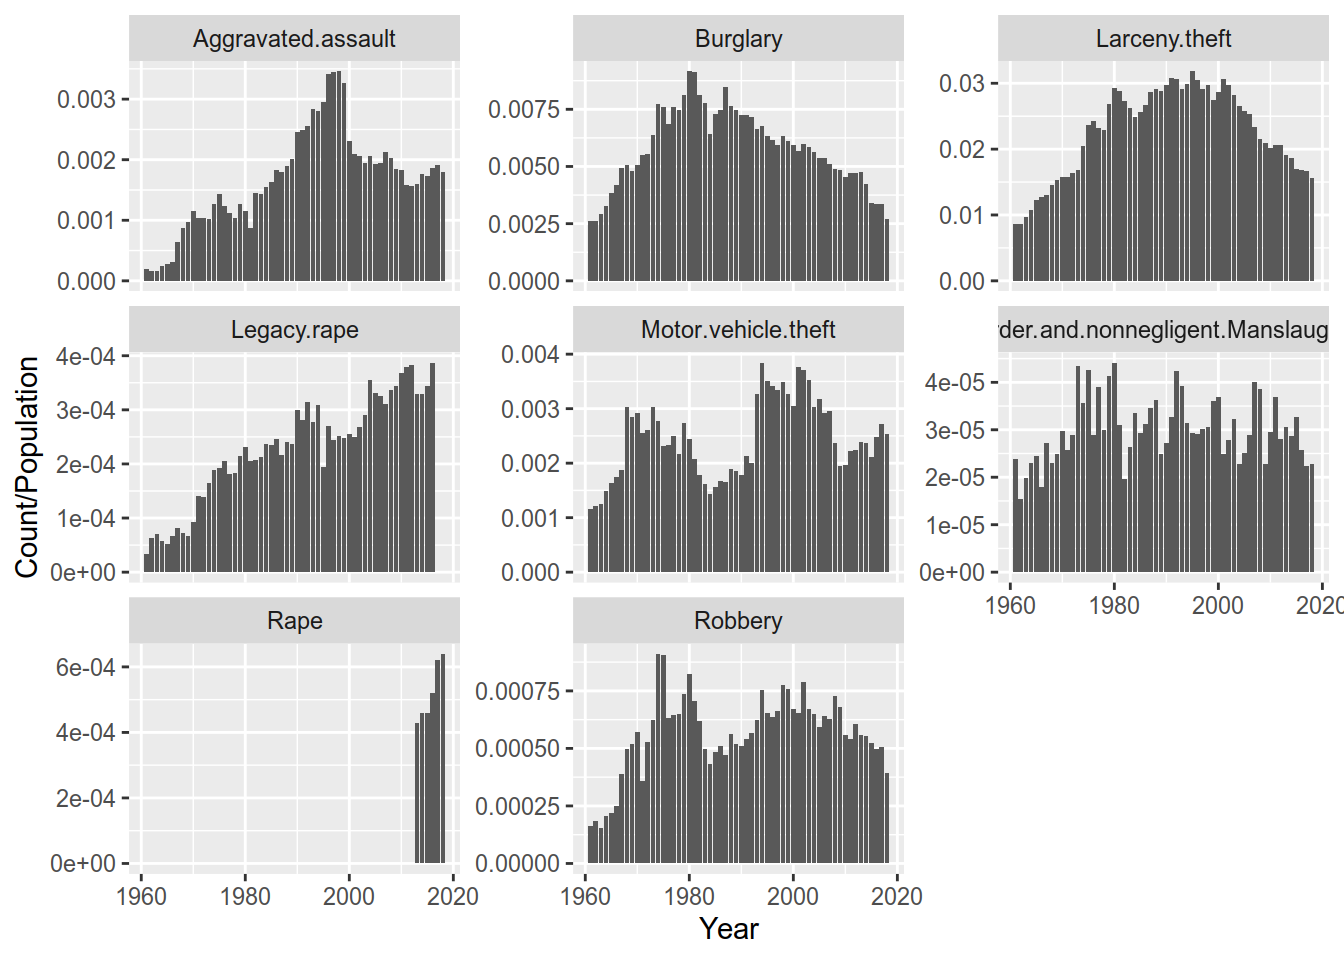 Aggravated.assault
Burglary
Larceny.theft
0.003
0.002
0.001
0.000
0.0075
0.0050
0.0025
0.0000
0.03
0.02
0.01
0.00
Legacy.rape
Motor.vehicle.theft
rder.and.nonnegligent.Manslaug
4e-04
3e-04
2e-04
1e-04
0e+00
0.004
0.003
0.002
0.001
0.000
4e-05
3e-05
2e-05
1e-05
0e+00
1960 1980 2000 2020
Rape
Robbery
6e-04
4e-04
2e-04
0e+00
0.00075
0.00050
0.00025
0.00000
1960 1980 2000 2020
1960 1980 2000 2020
Year
Count/Population